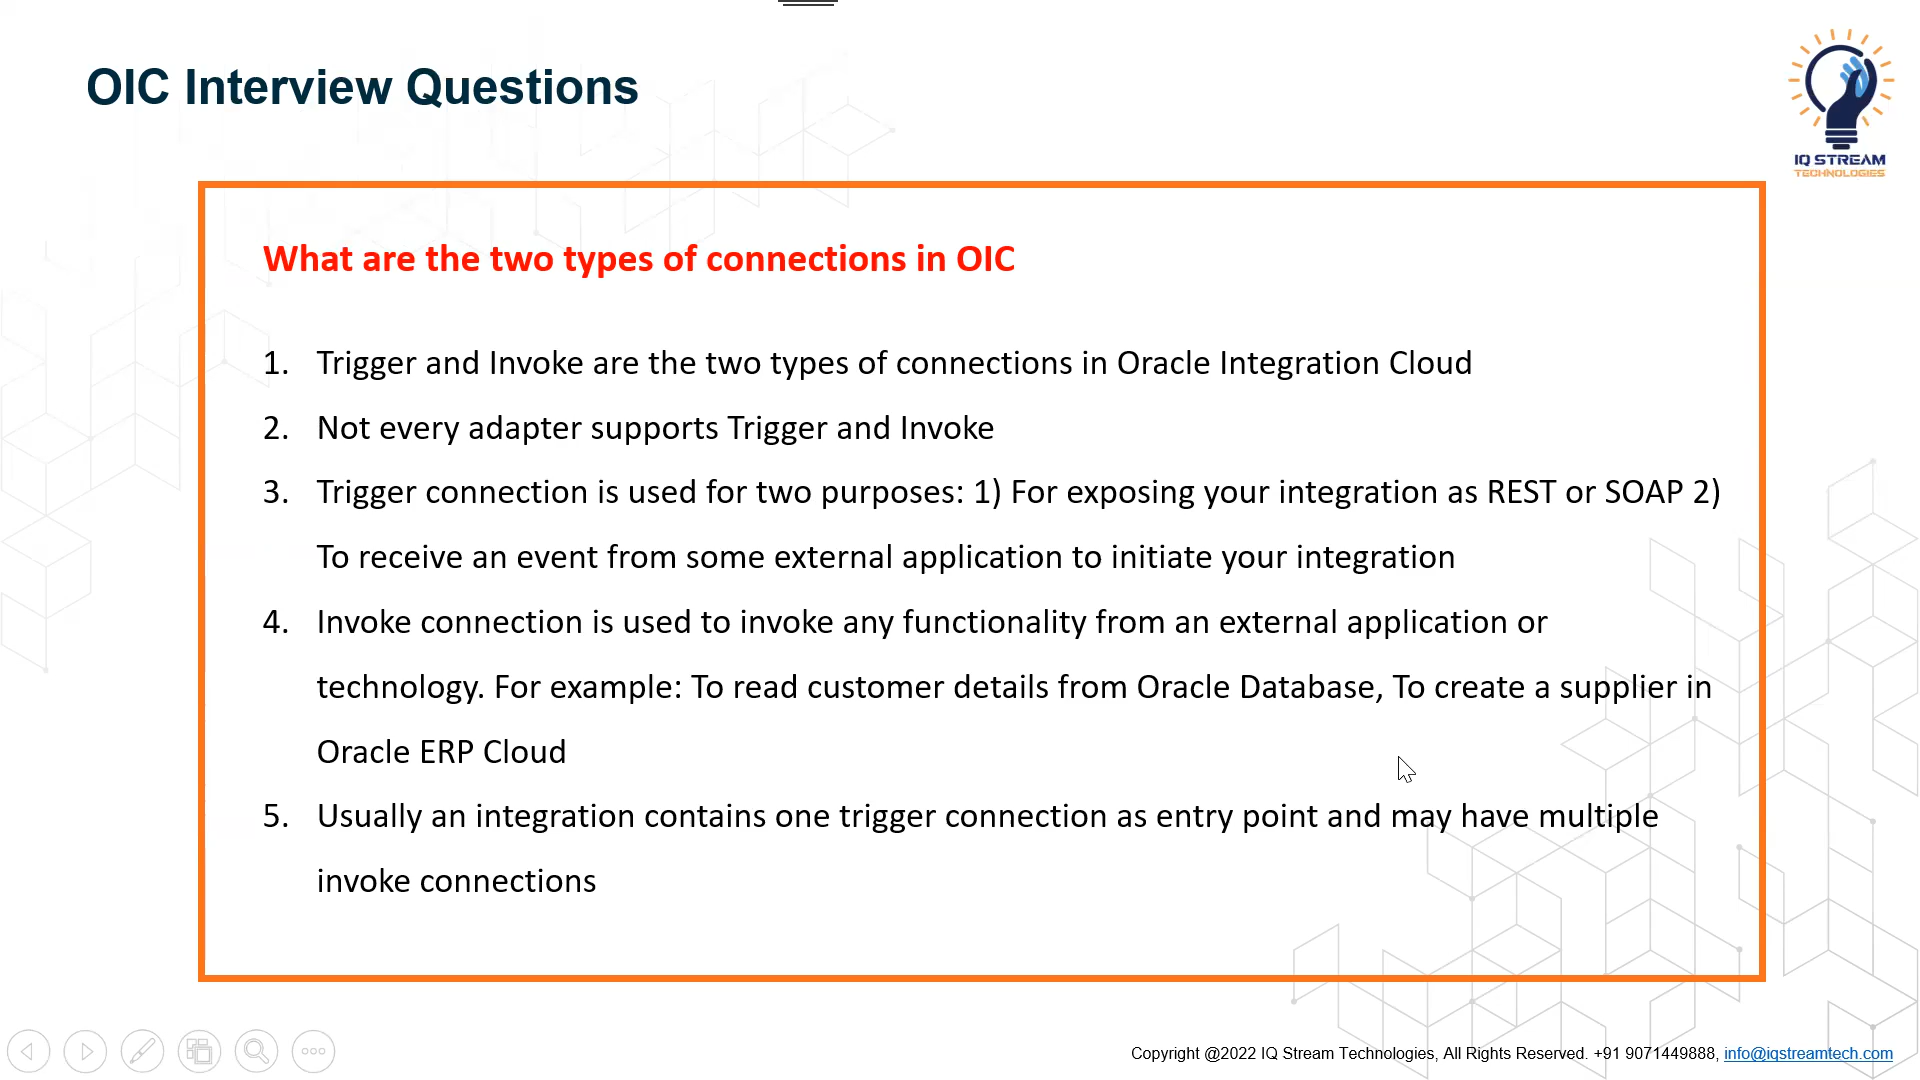 OIC Interview Questions
IQ STREAM
TECHNOLOGIES
What are the two types of connections in OIC
1. Trigger and Invoke are the two types of connections in Oracle Integration Cloud
2. Not every adapter supports Trigger and Invoke
3. Trigger connection is used for two purposes: 1) For exposing your integration as REST or SOAP 2)
To receive an event from some external application to initiate your integration
4. Invoke connection is used to invoke any functionality from an external application or
technology. For example: To read customer details from Oracle Database, To create a supplier in
Oracle ERP Cloud
5. Usually an integration contains one trigger connection as entry point and may have multiple
invoke connections
Copyright @2022 IQ Stream Technologies, All Rights Reserved. +91 9071449888, info@iqstreamtech.com